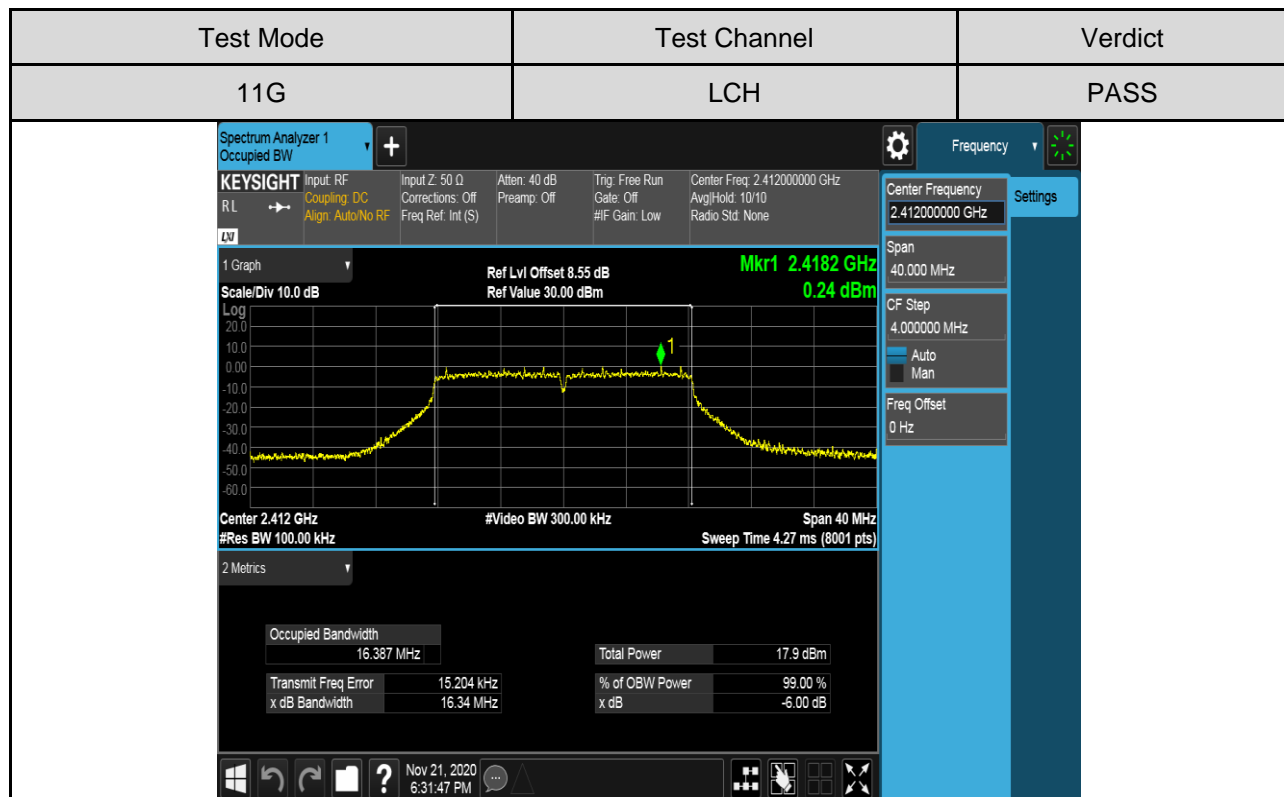 Test Mode Test Channel Verdict
11G LCH PASS
Spectrum Analyzer 1
Occupied BW
Frequency
KEYSIGHT Input: RF Input Z: 50 Ω Atten: 40 dB Trig: Free Run Center Freq: 2.412000000 GHz
RL Coupling: DC Corrections: Off Preamp: Off Gate: Off Avg|Hold: 10/10
Align: Auto/No RF Freq Ref: Int (S) #IF Gain: Low Radio Std: None
LXI
Center Frequency
2.412000000 GHz
Settings
Span
40.000 MHz
CF Step
4.000000 MHz
Auto
Man
Freq Offset
0 Hz
1 Graph
Ref Lvl Offset 8.55 dB
Mkr1 2.4182 GHz
Scale/Div 10.0 dB
Ref Value 30.00 dBm
0.24 dBm
Log
20.0
10.0
0.00
-10.0
-20.0
-30.0
-40.0
-50.0
-60.0
1
Center 2.412 GHz #Video BW 300.00 kHz Span 40 MHz
#Res BW 100.00 kHz Sweep Time 4.27 ms (8001 pts)
2 Metrics
Occupied Bandwidth
16.387 MHz
Total Power 17.9 dBm
Transmit Freq Error 15.204 kHz % of OBW Power 99.00 %
x dB Bandwidth 16.34 MHz x dB -6.00 dB
?
Nov 21, 2020
6:31:47 PM